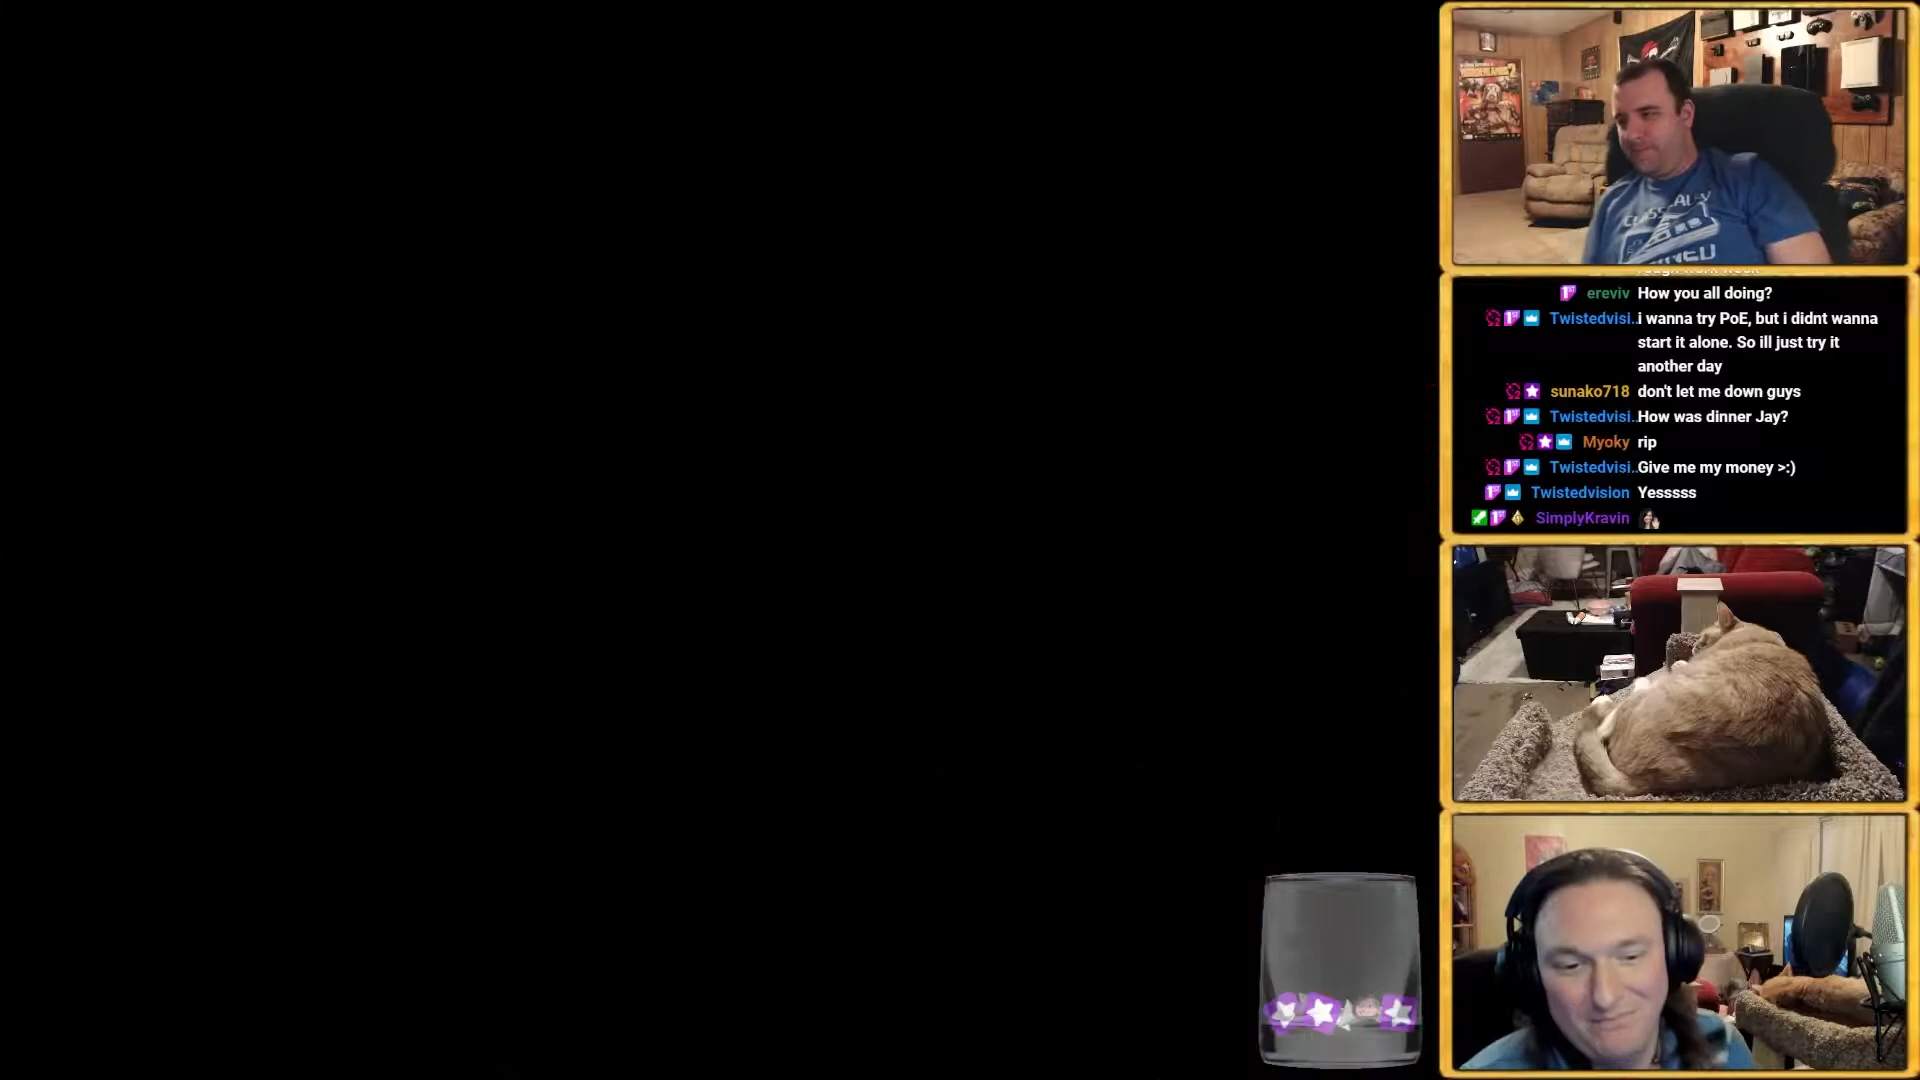 CLASSICALLY
ereviv How you all doing?
Twistedvisi.. i wanna try PoE, but i didnt wanna
start it alone. So ill just try it
another day
sunako718 don't let me down guys
Twistedvisi.. How was dinner Jay?
Myoky rip
Twistedvisi.. Give me my money >:)
Twistedvision Yesssss
SimplyKravin